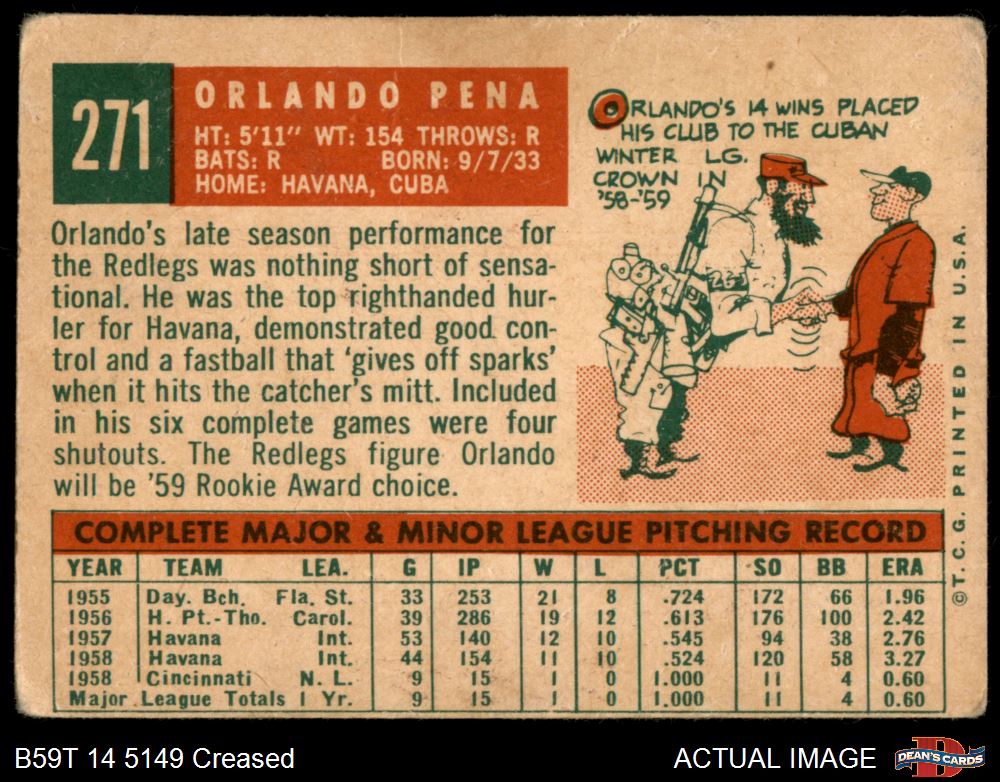 271
ORLANDO PENA
HT: 5'11" WT: 154 THROWS: R
BATS: R BORN: 9/7/33
HOME: HAVANA, CUBA
ORLANDO'S 14 WINS PLACED
HIS CLUB TO THE CUBAN
WINTER LG.
CROWN IN
'58-'59
Orlando's late season performance for
the Redlegs was nothing short of sensa-
tional. He was the top righthanded hur-
ler for Havana, demonstrated good con-
trol and a fastball that 'gives off sparks'
when it hits the catcher's mitt. Included
in his six complete games were four
shutouts. The Redlegs figure Orlando
will be '59 Rookie Award choice.
COMPLETE MAJOR & MINOR LEAGUE PITCHING RECORD
YEAR TEAM LEA. G IP W L PCT SO BB ERA
1955 Day. Bch. Fla. St. 33 253 21 8 .724 172 66 1.96
1956 H. Pt.-Tho. Carol. 39 286 19 12 .613 176 100 2.42
1957 Havana Int. 53 140 12 10 .545 94 38 2.76
1958 Havana Int. 44 154 11 10 .524 120 58 3.27
1958 Cincinnati N. L. 9 15 1 0 1.000 11 4 0.60
Major League Totals 1 Yr. 9 15 1 0 1.000 11 4 0.60
© T. C. G. PRINTED IN U.S.A.
B59T 14 5149 Creased
ACTUAL IMAGE
D
DEAN'S CARDS